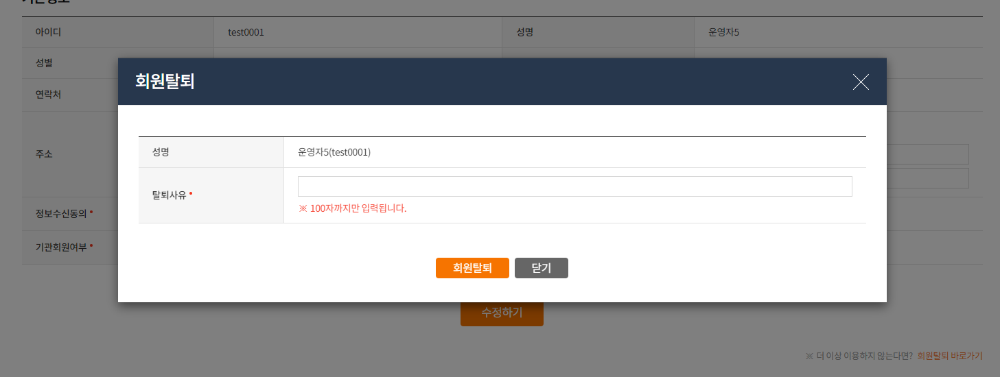 아이디 test0001 성명 운영자5
성별
연락처
주소
정보수신동의
기관회원여부
회원탈퇴
성명 운영자5(test0001)
탈퇴사유
※ 100자까지만 입력됩니다.
회원탈퇴 닫기
수정하기
※ 더 이상 이용하지 않는다면? 회원탈퇴 바로가기